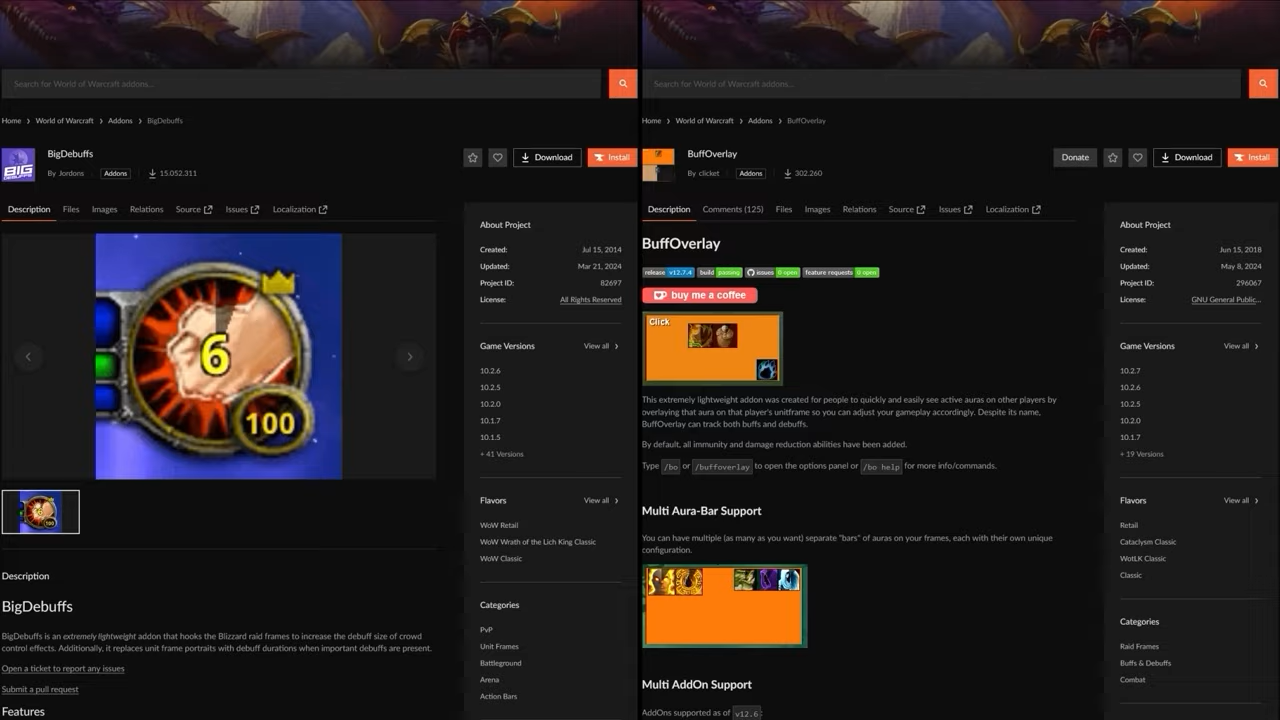 Search for World of Warcraft addons...
Home > World of Warcraft > Addons > BigDebuffs
BIG
BigDebuffs
By Jordons
Addons
15.052.311
Download
Install
Description
Files
Images
Relations
Source
Issues
Localization
6
100
Description
BigDebuffs
BigDebuffs is an extremely lightweight addon that hooks the Blizzard raid frames to increase the debuff size of crowd
control effects. Additionally, it replaces unit frame portraits with debuff durations when important debuffs are present.
Open a ticket to report any issues
Submit a pull request
Features
About Project
Created: Jul 15, 2014
Updated: Mar 21, 2024
Project ID: 82697
License: All Rights Reserved
Game Versions View all >
10.2.6
10.2.5
10.2.0
10.1.7
10.1.5
+ 41 Versions
Flavors View all >
WoW Retail
WoW Wrath of the Lich King Classic
WoW Classic
Categories
PvP
Unit Frames
Battleground
Arena
Action Bars
Search for World of Warcraft addons...
Home > World of Warcraft > Addons > BuffOverlay
BuffOverlay
By clicket
Addons
302.260
Donate
Download
Install
Description
Comments (125)
Files
Images
Relations
Source
Issues
Localization
BuffOverlay
release v12.7.4 build passing issues 0 open feature requests 0 open
buy me a coffee
Click
This extremely lightweight addon was created for people to quickly and easily see active auras on other players by
overlaying that aura on that player's unitframe so you can adjust your gameplay accordingly. Despite its name,
BuffOverlay can track both buffs and debuffs.
By default, all immunity and damage reduction abilities have been added.
Type /bo or /buffoverlay to open the options panel or /bo help for more info/commands.
Multi Aura-Bar Support
You can have multiple (as many as you want) separate "bars" of auras on your frames, each with their own unique
configuration.
Multi AddOn Support
AddOns supported as of v12.6:
About Project
Created: Jun 15, 2018
Updated: May 8, 2024
Project ID: 296067
License: GNU General Public...
Game Versions View all >
10.2.7
10.2.6
10.2.5
10.2.0
10.1.7
+ 19 Versions
Flavors View all >
Retail
Cataclysm Classic
WotLK Classic
Classic
Categories
Raid Frames
Buffs & Debuffs
Combat